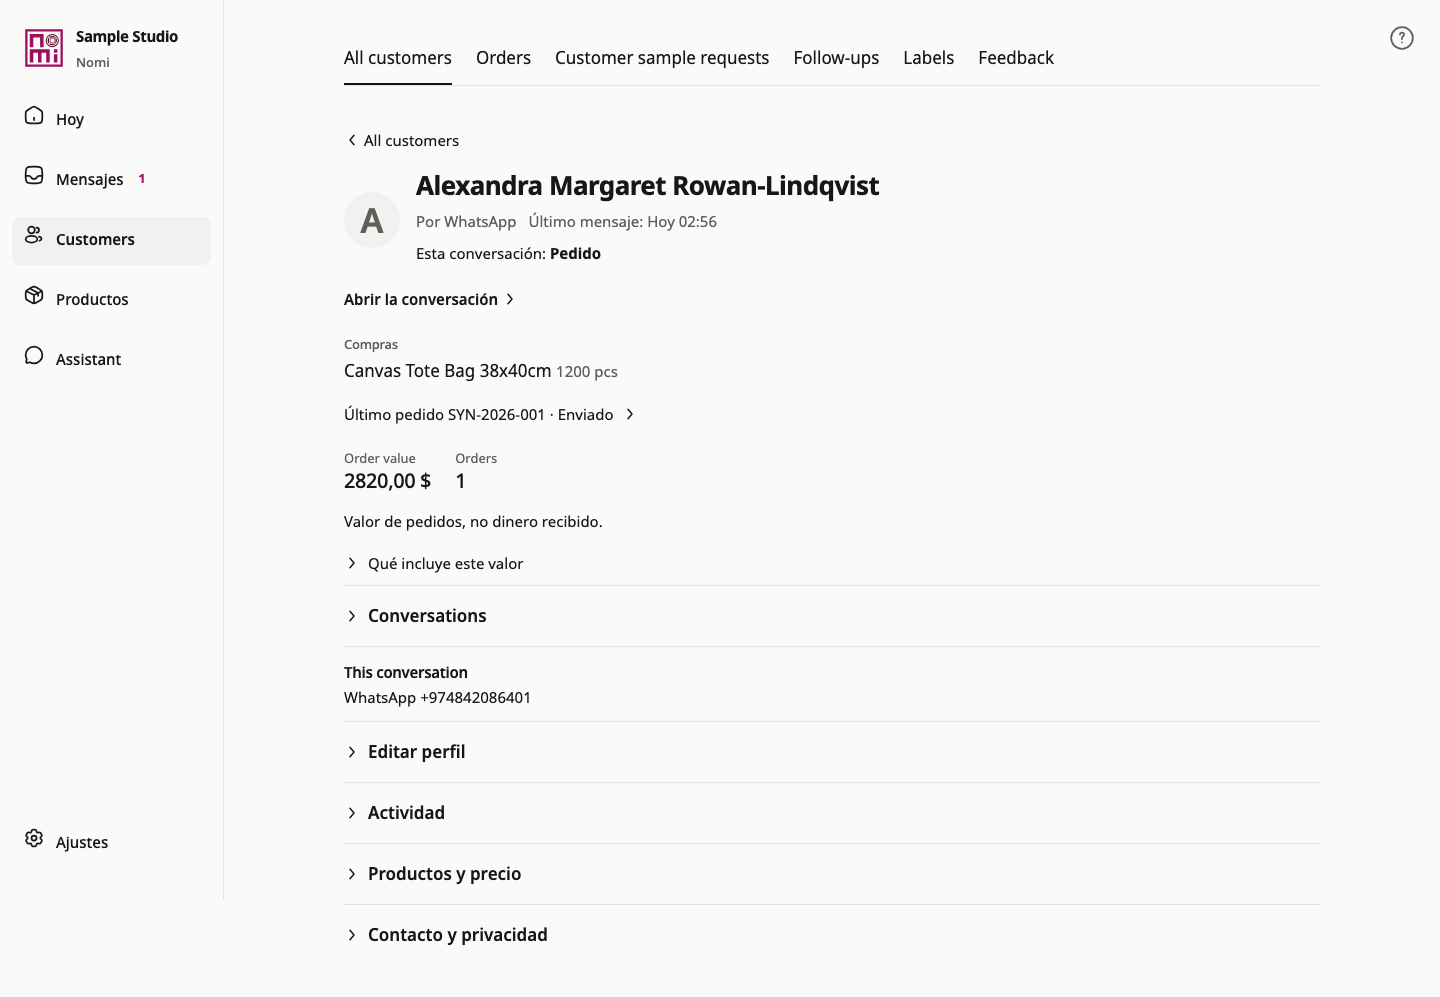 Sample Studio
Nomi
Hoy
Mensajes 1
Customers
Productos
Assistant
Ajustes
All customers Orders Customer sample requests Follow-ups Labels Feedback
All customers
A
Alexandra Margaret Rowan-Lindqvist
Por WhatsApp Último mensaje: Hoy 02:56
Esta conversación: Pedido
Abrir la conversación
Compras
Canvas Tote Bag 38x40cm 1200 pcs
Último pedido SYN-2026-001 · Enviado
Order value Orders
2820,00 $ 1
Valor de pedidos, no dinero recibido.
Qué incluye este valor
Conversations
This conversation
WhatsApp +974842086401
Editar perfil
Actividad
Productos y precio
Contacto y privacidad